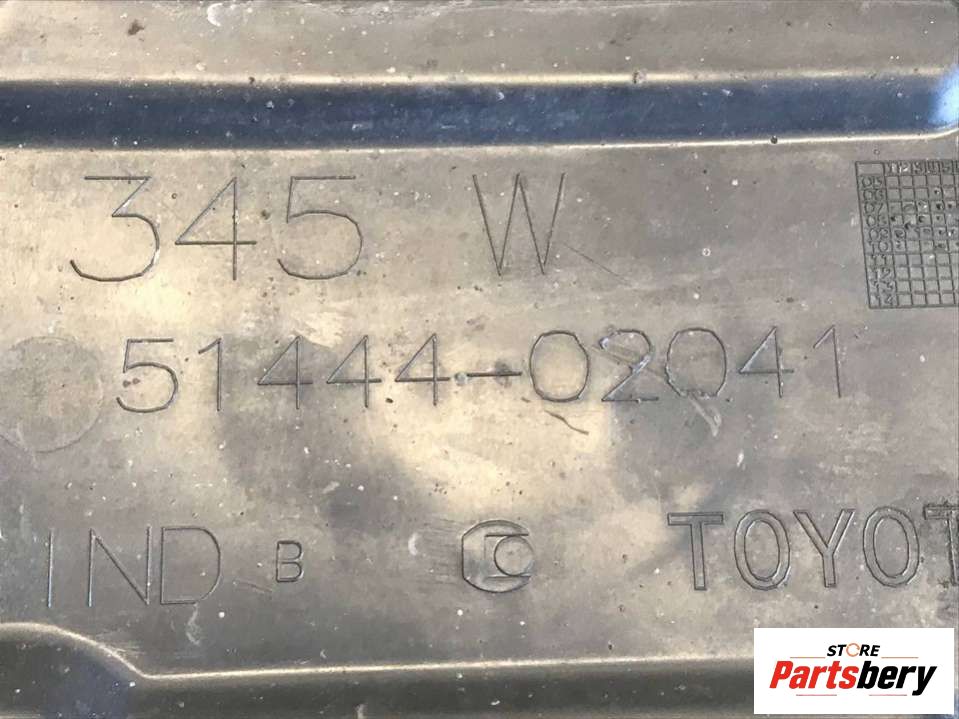 345 W
51444-02041
IND B TOYOT
STORE
Partsbery